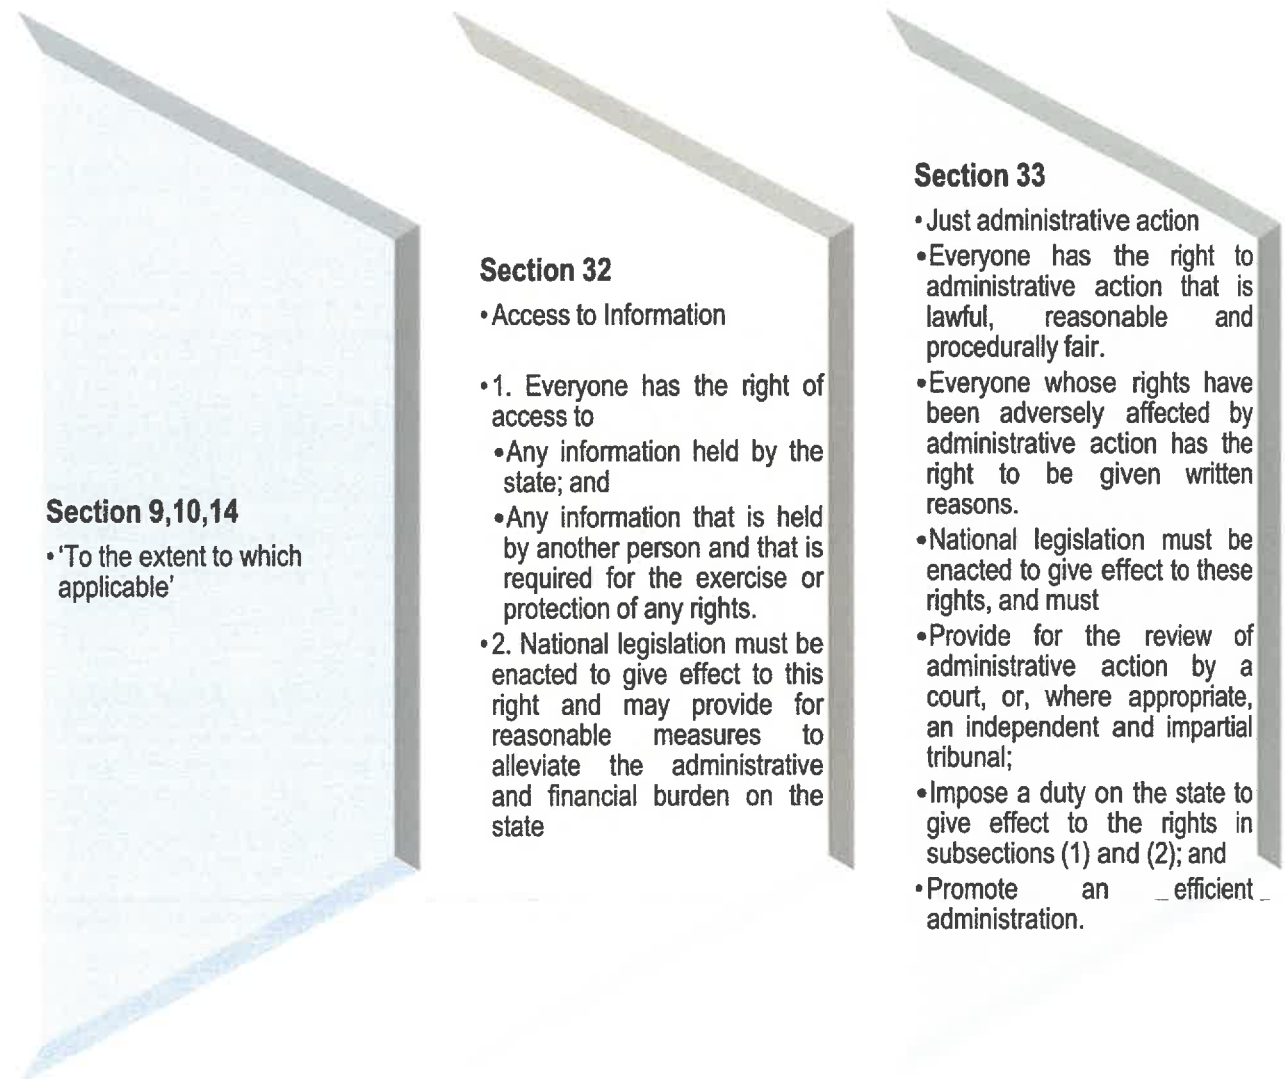 Section 9,10,14
• 'To the extent to which
applicable'
Section 32
• Access to Information
• 1. Everyone has the right of
access to
• Any information held by the
state; and
• Any information that is held
by another person and that is
required for the exercise or
protection of any rights.
• 2. National legislation must be
enacted to give effect to this
right and may provide for
reasonable measures to
alleviate the administrative
and financial burden on the
state
Section 33
• Just administrative action
• Everyone has the right to
administrative action that is
lawful, reasonable and
procedurally fair.
• Everyone whose rights have
been adversely affected by
administrative action has the
right to be given written
reasons.
• National legislation must be
enacted to give effect to these
rights, and must
• Provide for the review of
administrative action by a
court, or, where appropriate,
an independent and impartial
tribunal;
• Impose a duty on the state to
give effect to the rights in
subsections (1) and (2); and
• Promote an efficient
administration.